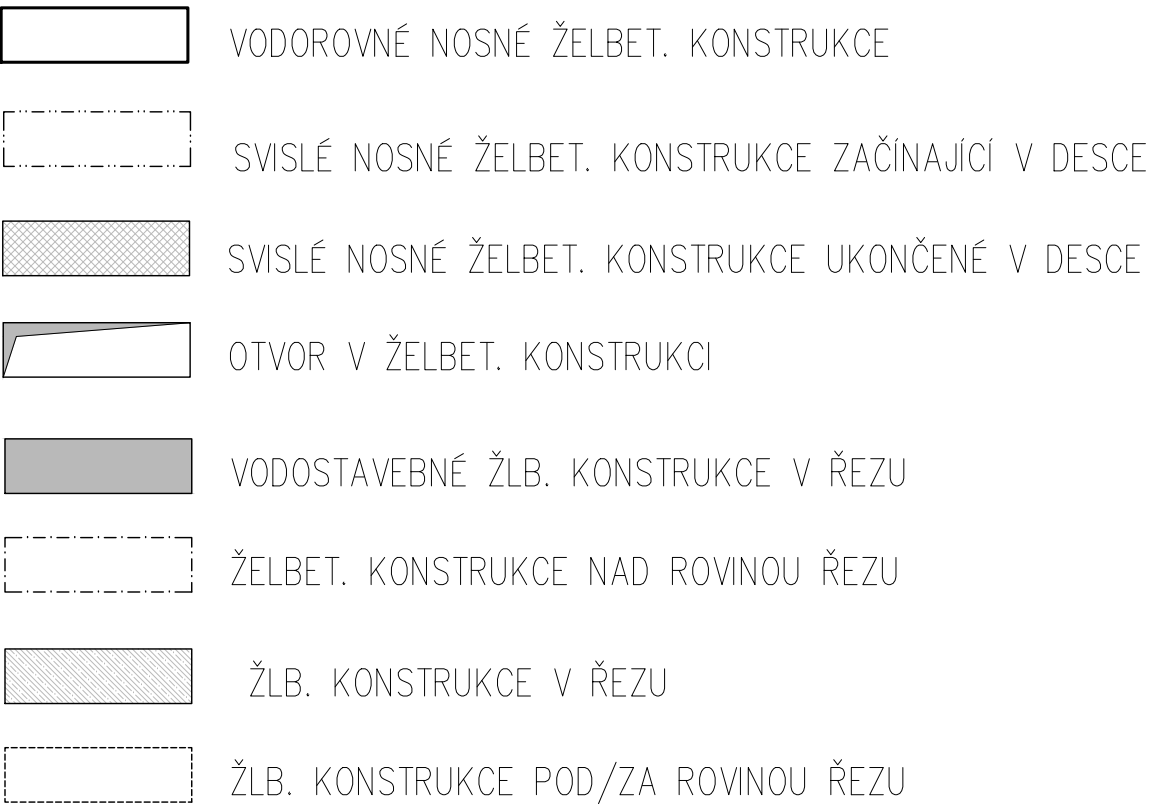 VODOROVNÉ NOSNÉ ŽELBET. KONSTRUKCE
SVISLÉ NOSNÉ ŽELBET. KONSTRUKCE ZAČÍNAJÍCÍ V DESCE
SVISLÉ NOSNÉ ŽELBET. KONSTRUKCE UKONČENÉ V DESCE
OTVOR V ŽELBET. KONSTRUKCI
VODOSTAVEBNÉ ŽLB. KONSTRUKCE V ŘEZU
ŽELBET. KONSTRUKCE NAD ROVINOU ŘEZU
ŽLB. KONSTRUKCE V ŘEZU
ŽLB. KONSTRUKCE POD/ZA ROVINOU ŘEZU